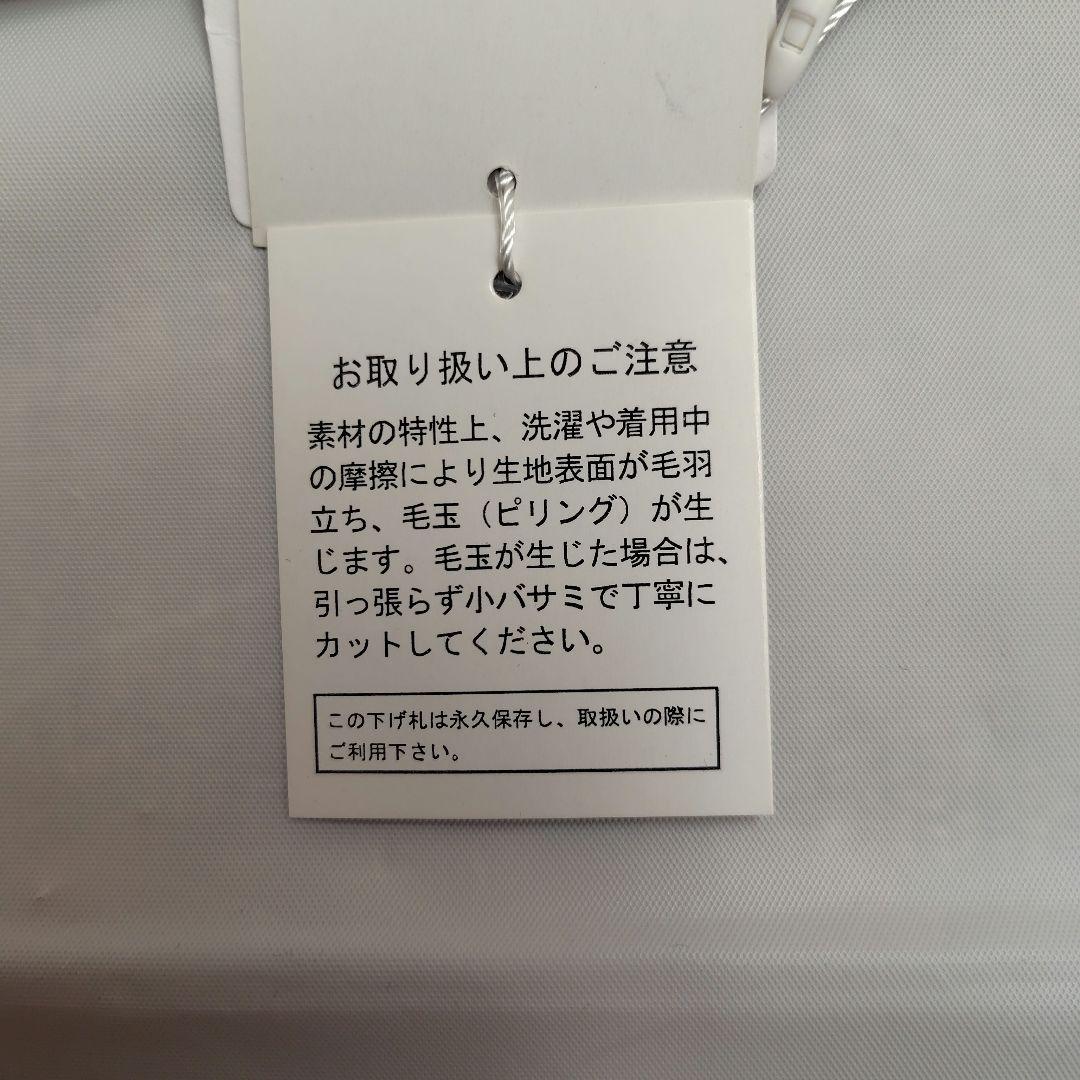 お取り扱い上のご注意
素材の特性上、洗濯や着用中
の摩擦により生地表面が毛羽
立ち、毛玉（ピリング）が生
じます。毛玉が生じた場合は、
引っ張らず小バサミで丁寧に
カットしてください。
この下げ札は永久保存し、取扱いの際に
ご利用下さい。